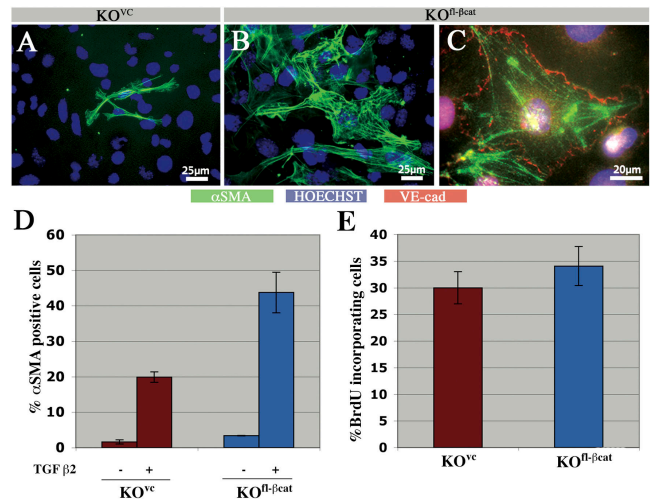 KO^VC KO^fl-βcat
A B C
25μm 25μm 20μm
αSMA HOECHST VE-cad
D E
% αSMA positive cells
60
50
40
30
20
10
0
TGF β2 - + - +
KO^vc KO^fl-βcat
%BrdU incorporating cells
40
35
30
25
20
15
10
5
0
KO^vc KO^fl-βcat